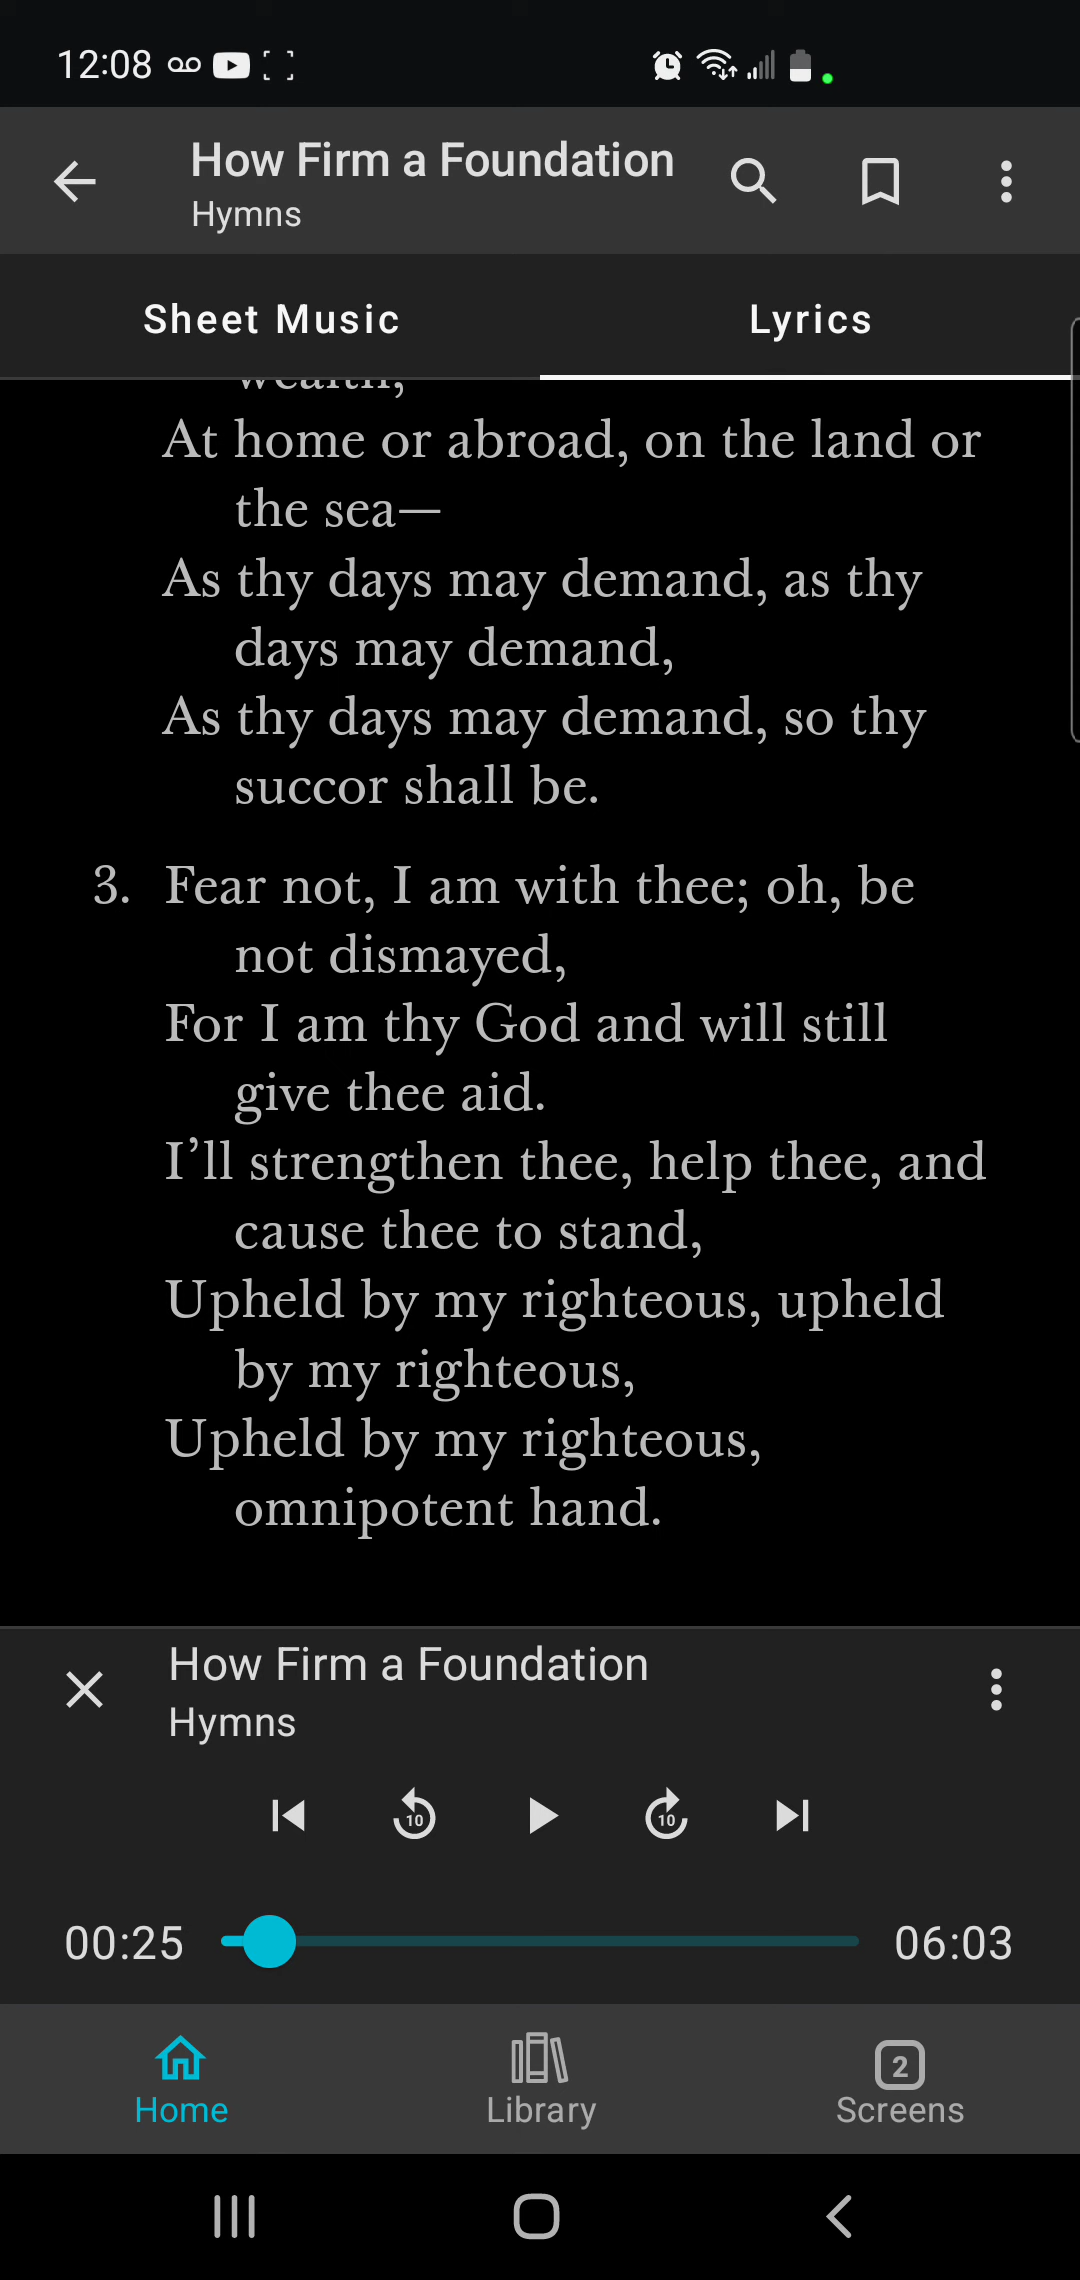 12:08
How Firm a Foundation
Hymns
Sheet Music
Lyrics
wealth,
At home or abroad, on the land or
the sea—
As thy days may demand, as thy
days may demand,
As thy days may demand, so thy
succor shall be.
3. Fear not, I am with thee; oh, be
not dismayed,
For I am thy God and will still
give thee aid.
I’ll strengthen thee, help thee, and
cause thee to stand,
Upheld by my righteous, upheld
by my righteous,
Upheld by my righteous,
omnipotent hand.
How Firm a Foundation
Hymns
10
10
00:25
06:03
2
Home
Library
Screens